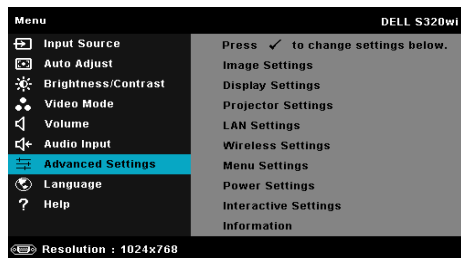 Menu DELL S320wi
Input Source
Auto Adjust
Brightness/Contrast
Video Mode
Volume
Audio Input
Advanced Settings
Language
Help
Press ✓ to change settings below.
Image Settings
Display Settings
Projector Settings
LAN Settings
Wireless Settings
Menu Settings
Power Settings
Interactive Settings
Information
Resolution : 1024x768